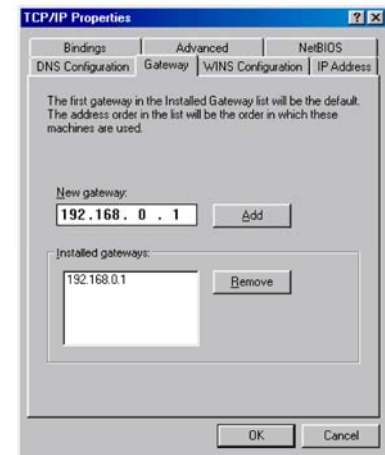 TCP/IP Properties
Bindings Advanced NetBIOS
DNS Configuration Gateway WINS Configuration IP Address
The first gateway in the Installed Gateway list will be the default.
The address order in the list will be the order in which these
machines are used.
New gateway:
192.168. 0 . 1 Add
Installed gateways:
192.168.0.1 Remove
OK Cancel